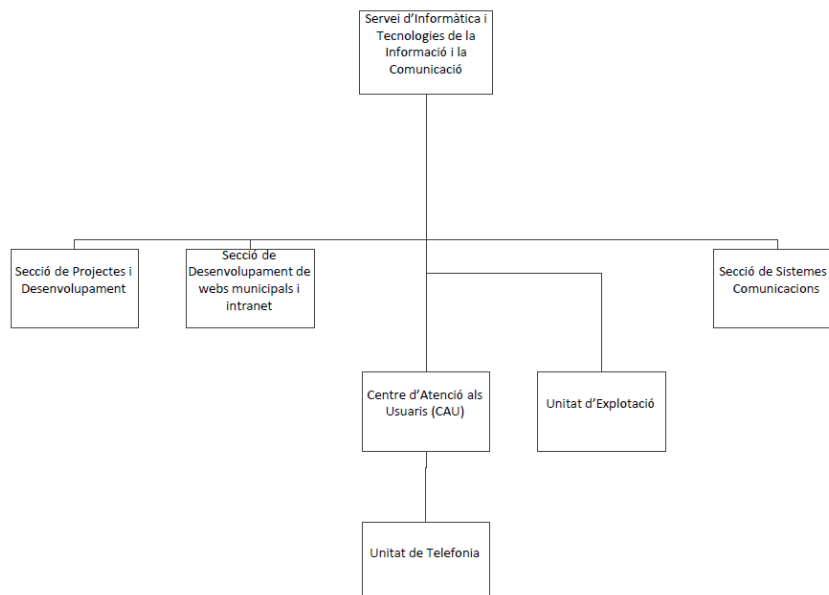 Servei d'Informàtica i
Tecnologies de la
Informació i la
Comunicació
Secció de Projectes i
Desenvolupament
Secció de
Desenvolupament de
webs municipals i
intranet
Secció de Sistemes
Comunicacions
Centre d'Atenció als
Usuaris (CAU)
Unitat d'Explotació
Unitat de Telefonia